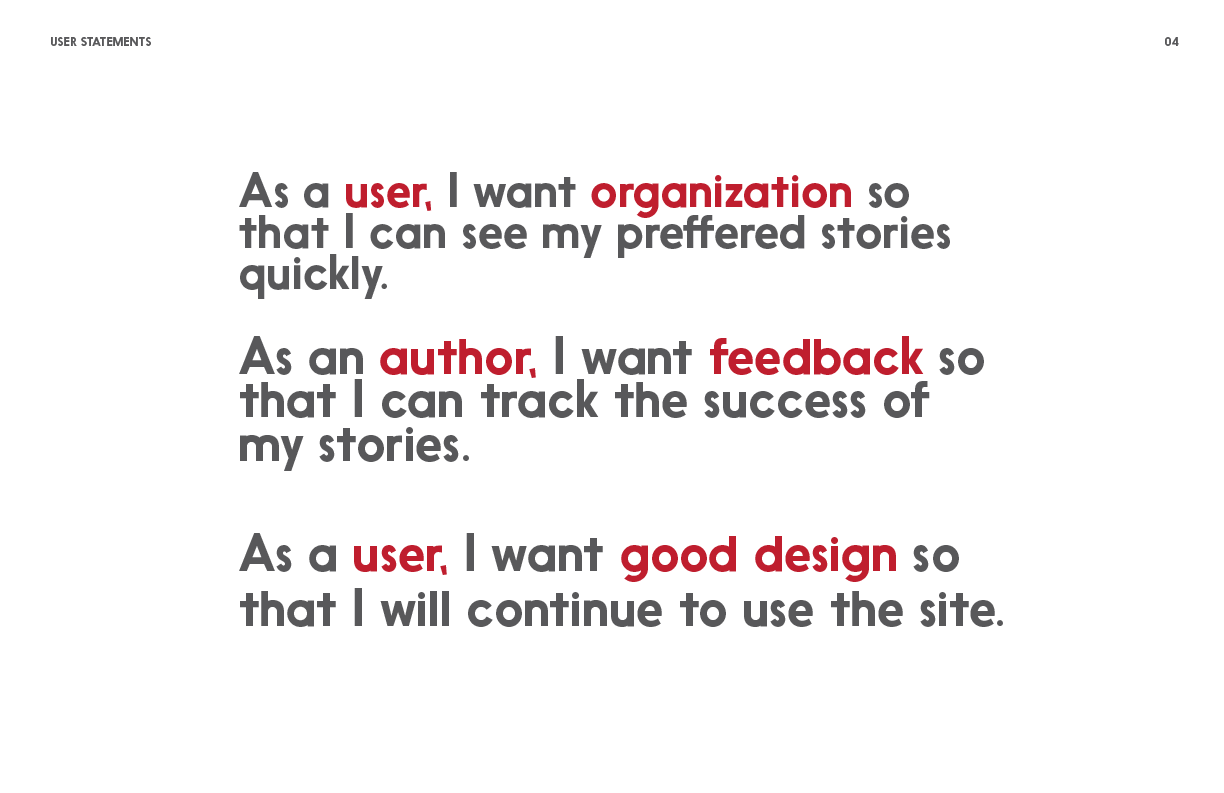 USER STATEMENTS
04
As a user, I want organization so
that I can see my preffered stories
quickly.
As an author, I want feedback so
that I can track the success of
my stories.
As a user, I want good design so
that I will continue to use the site.